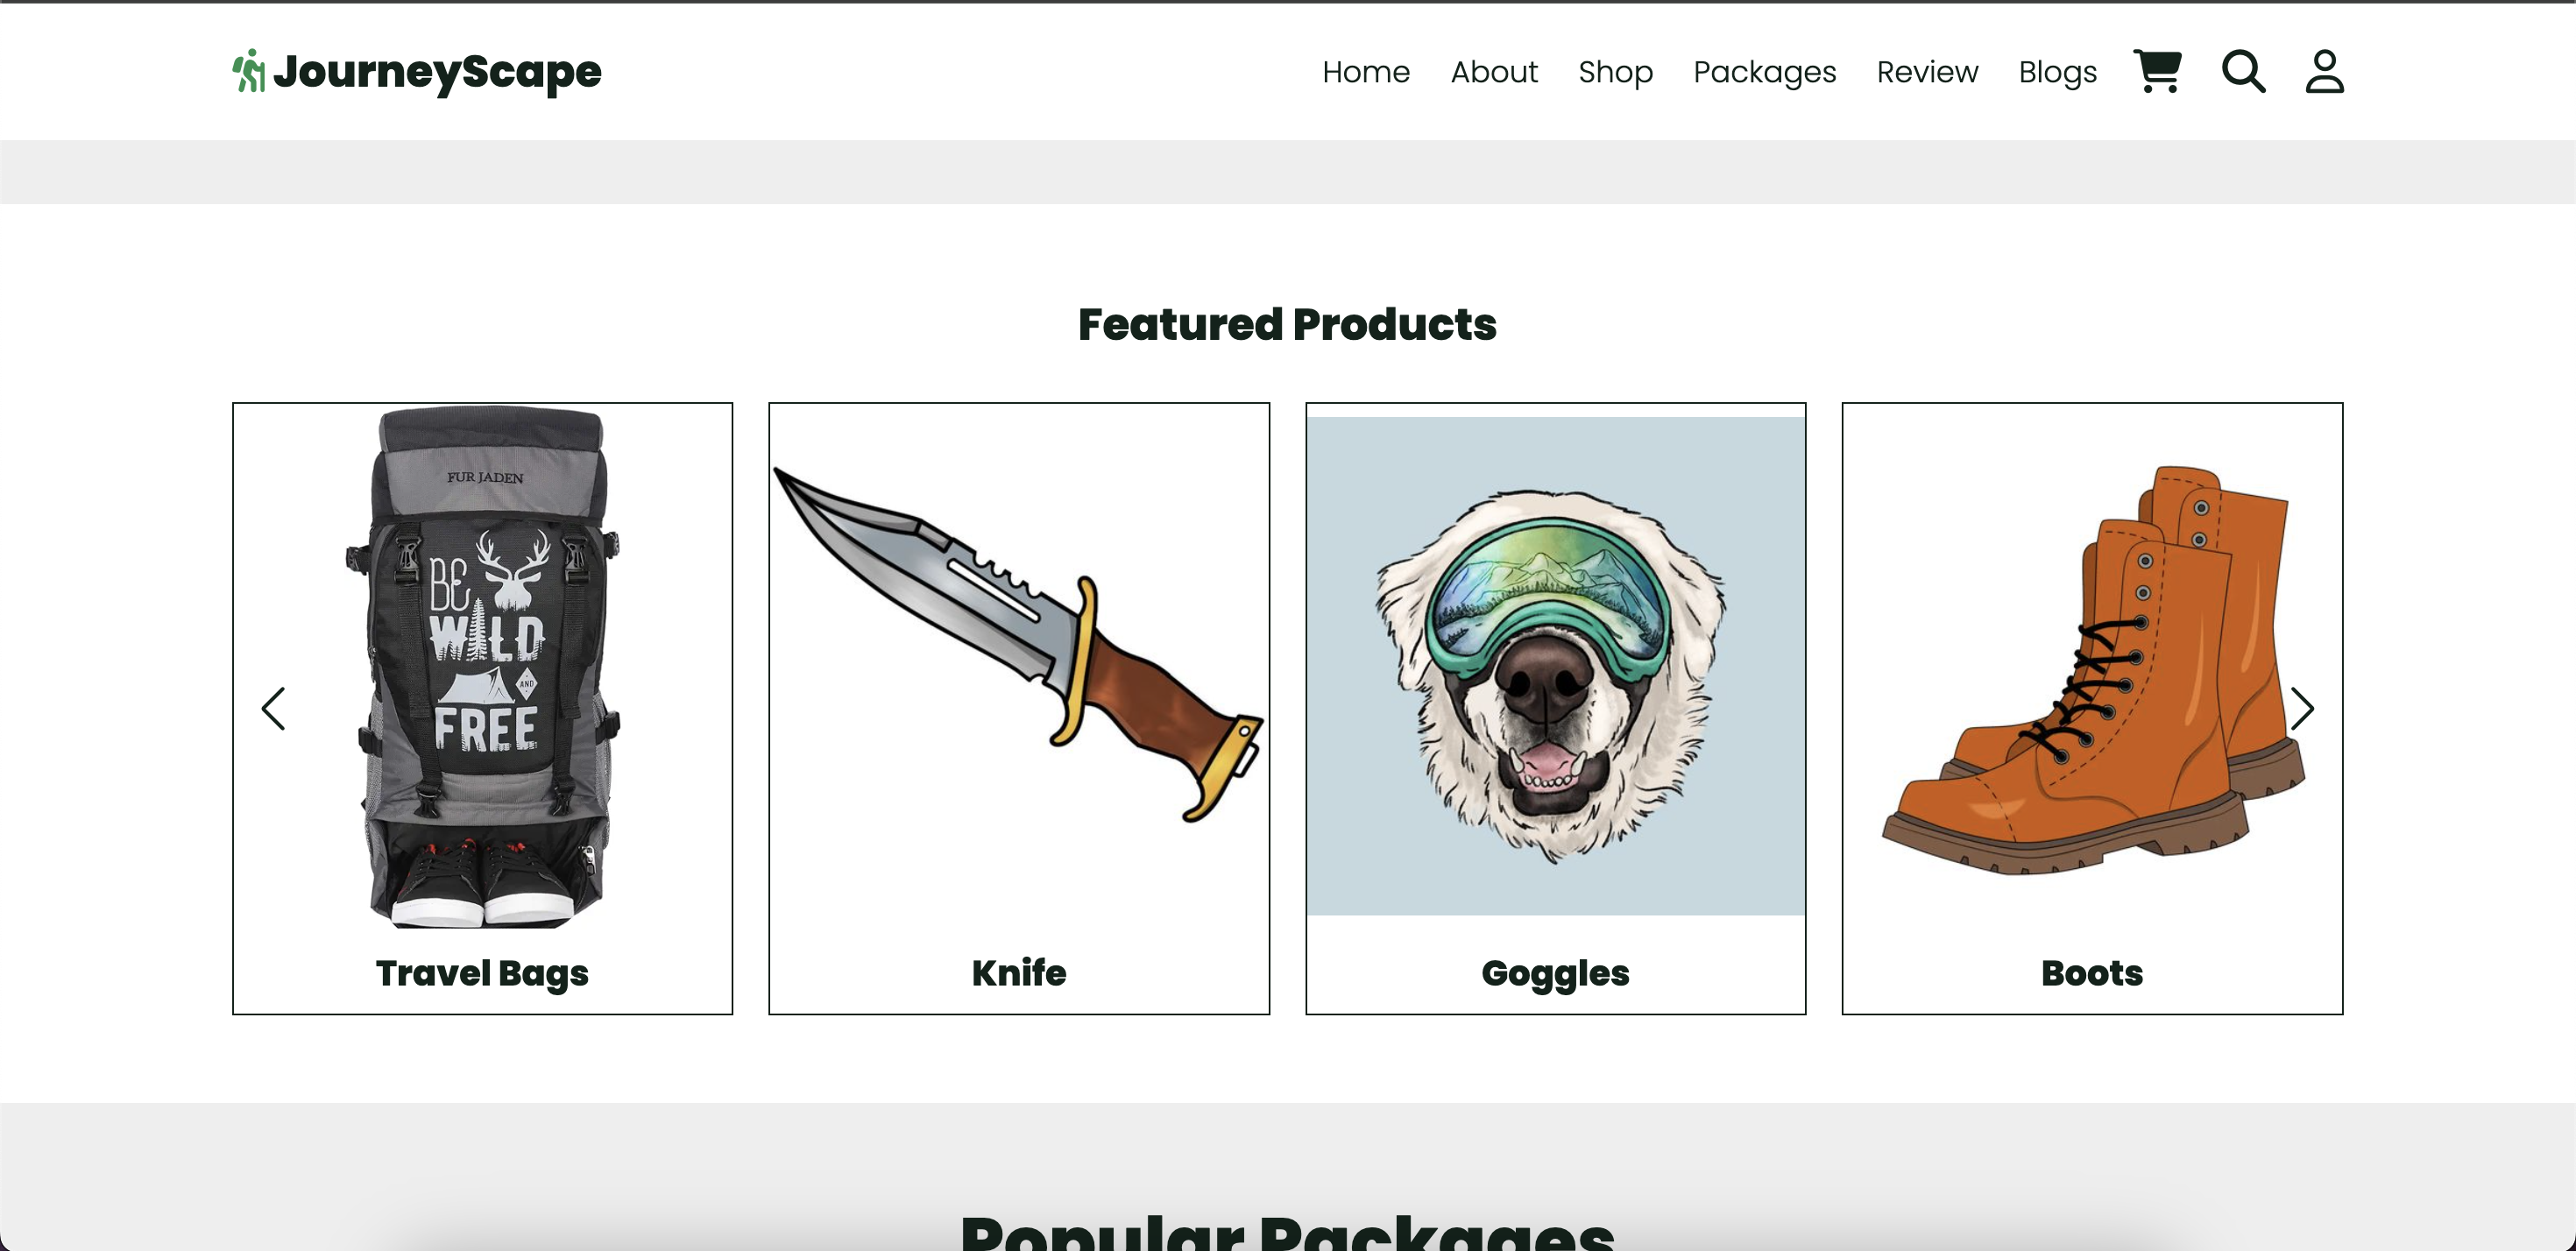 JourneyScape
Home About Shop Packages Review Blogs
Featured Products
FUR JADEN
BE
WILD
AND
FREE
Travel Bags
Knife
Goggles
Boots
Popular Packages